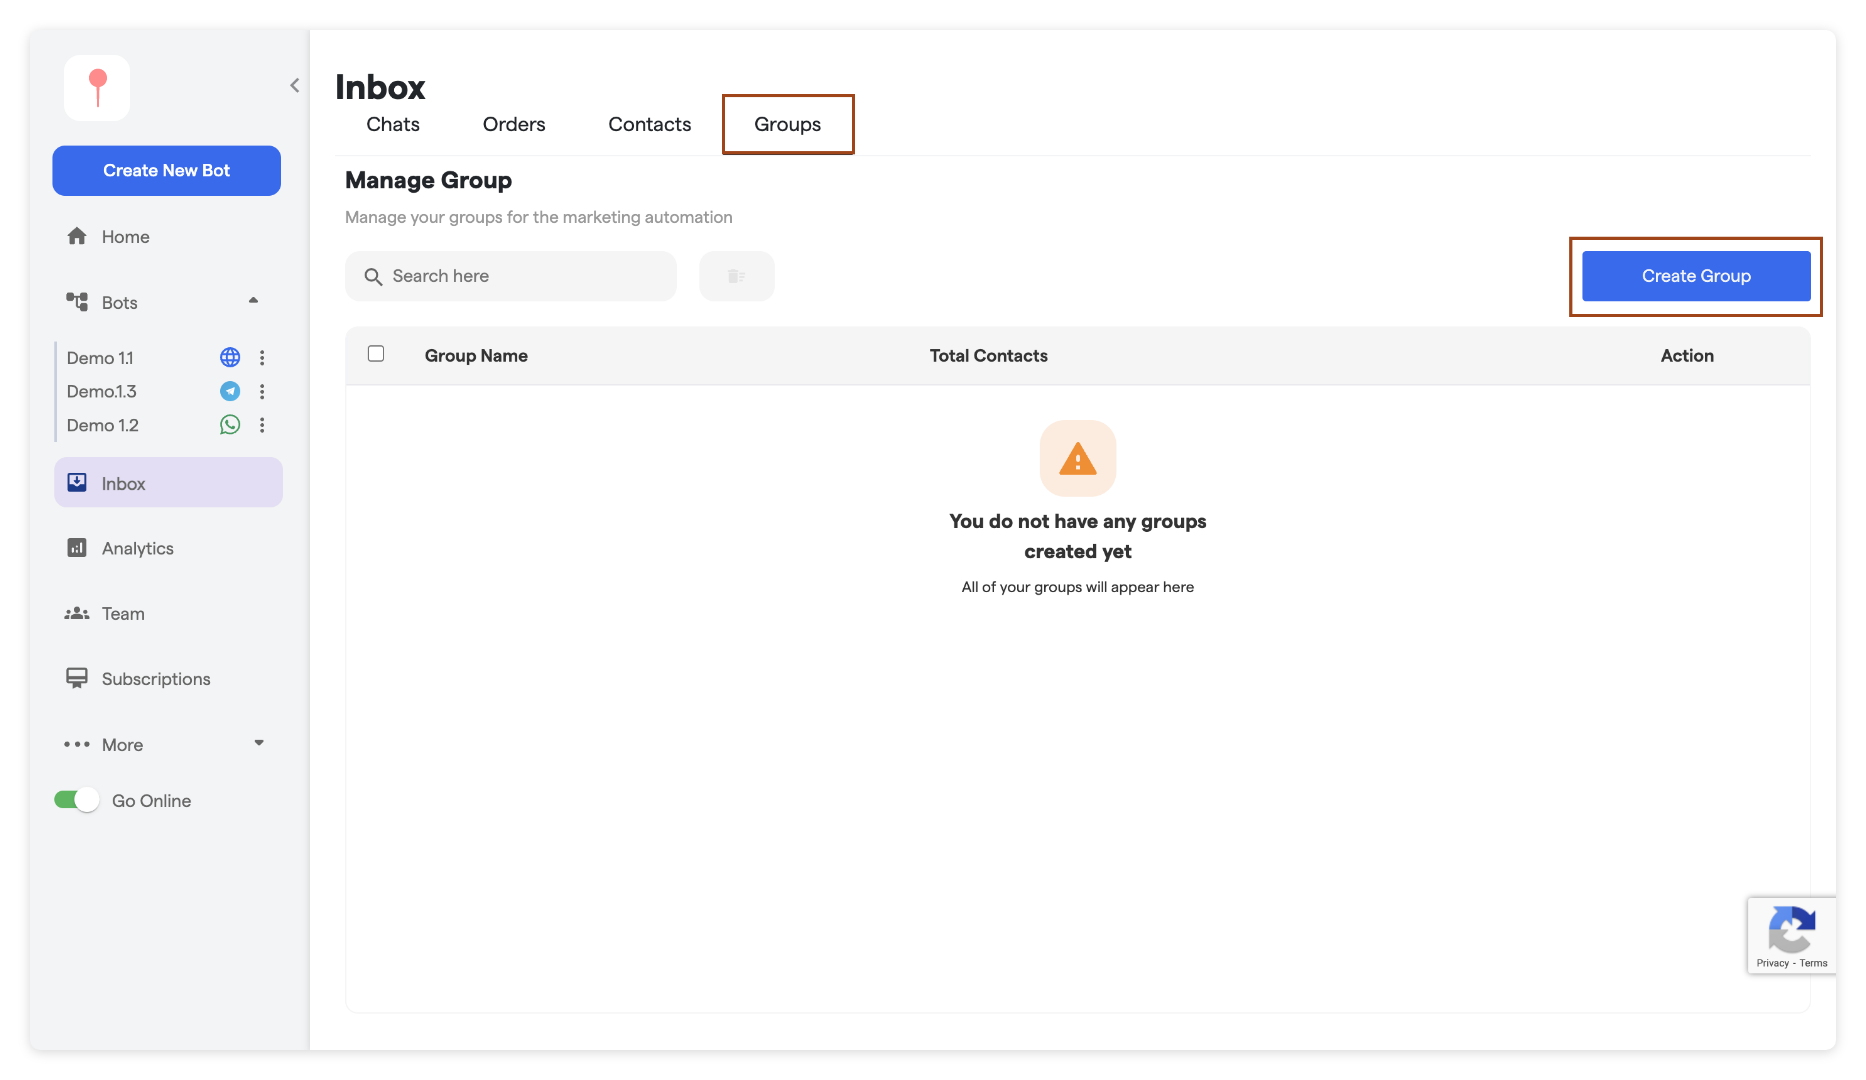 Create New Bot
Home
Bots
Demo 1.1
Demo.1.3
Demo 1.2
Inbox
Analytics
Team
Subscriptions
More
Go Online
Inbox
Chats Orders Contacts Groups
Manage Group
Manage your groups for the marketing automation
Search here
Create Group
Group Name Total Contacts Action
You do not have any groups
created yet
All of your groups will appear here
Privacy - Terms